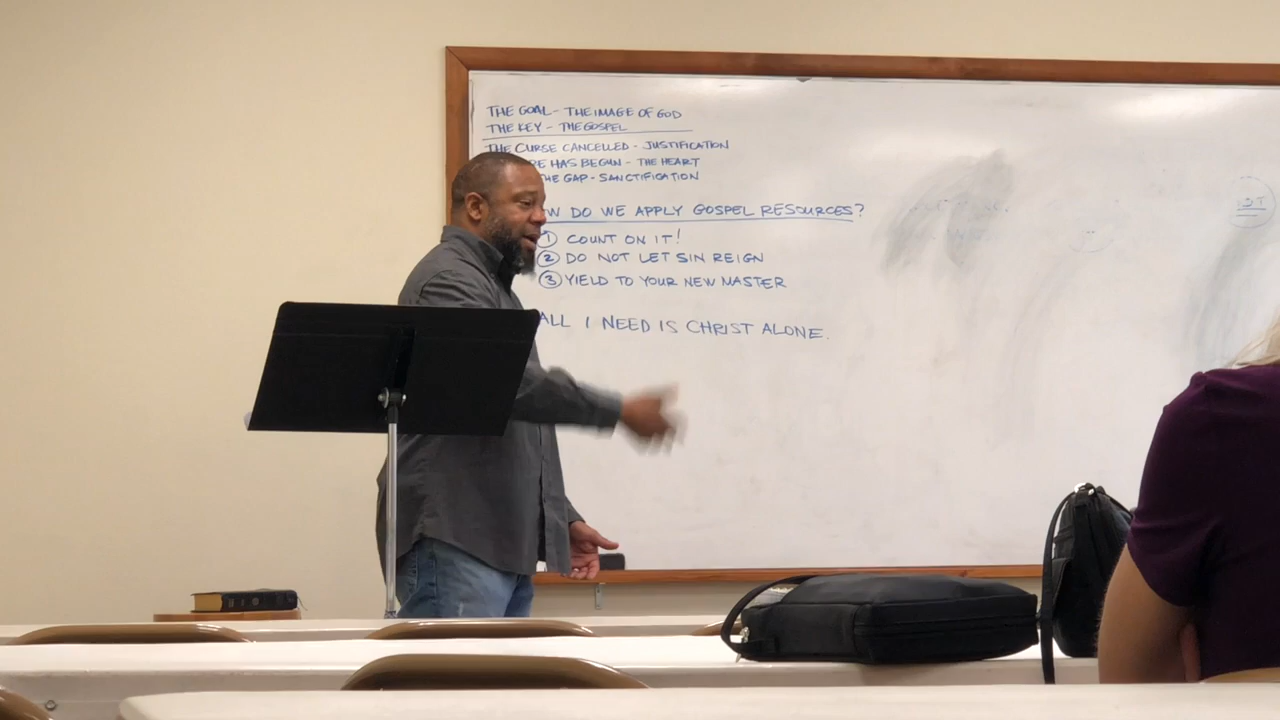 THE GOAL - THE IMAGE OF GOD
THE KEY - THE GOSPEL
THE CURSE CANCELLED - JUSTIFICATION
HAS BEGUN - THE HEART
THE GAP - SANCTIFICATION
DO WE APPLY GOSPEL RESOURCES?
① COUNT ON IT!
② DO NOT LET SIN REIGN
③ YIELD TO YOUR NEW MASTER
ALL I NEED IS CHRIST ALONE.